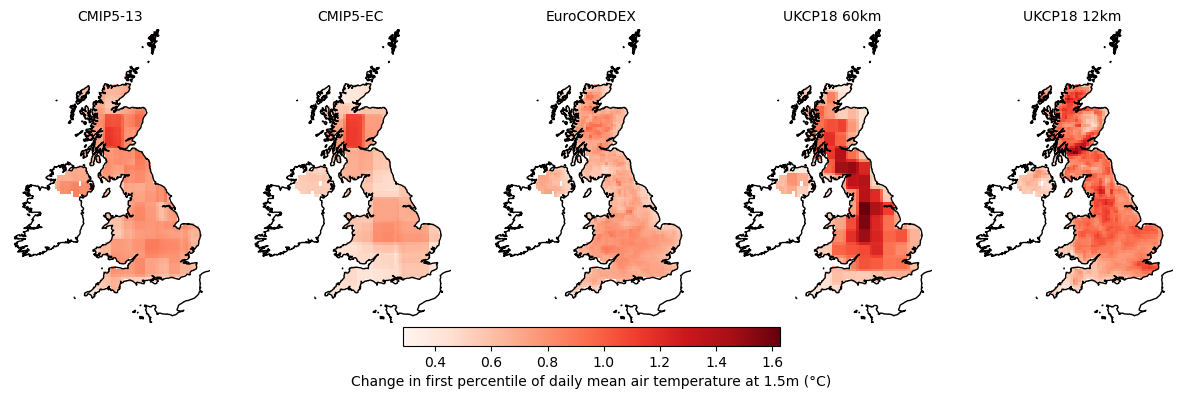 CMIP5-13
CMIP5-EC
EuroCORDEX
UKCP18 60km
UKCP18 12km
0.4 0.6 0.8 1.0 1.2 1.4 1.6
Change in first percentile of daily mean air temperature at 1.5m (°C)